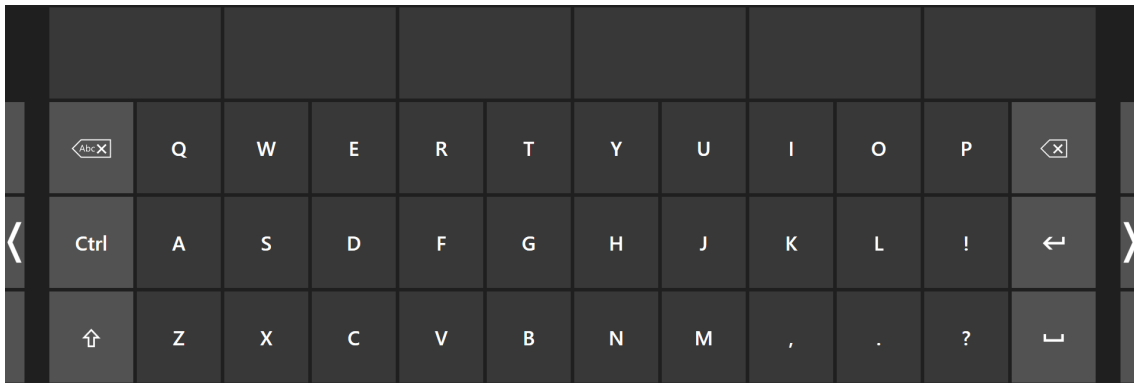 Abc Q W E R T Y U I O P
Ctrl A S D F G H J K L !
Z X C V B N M , . ?